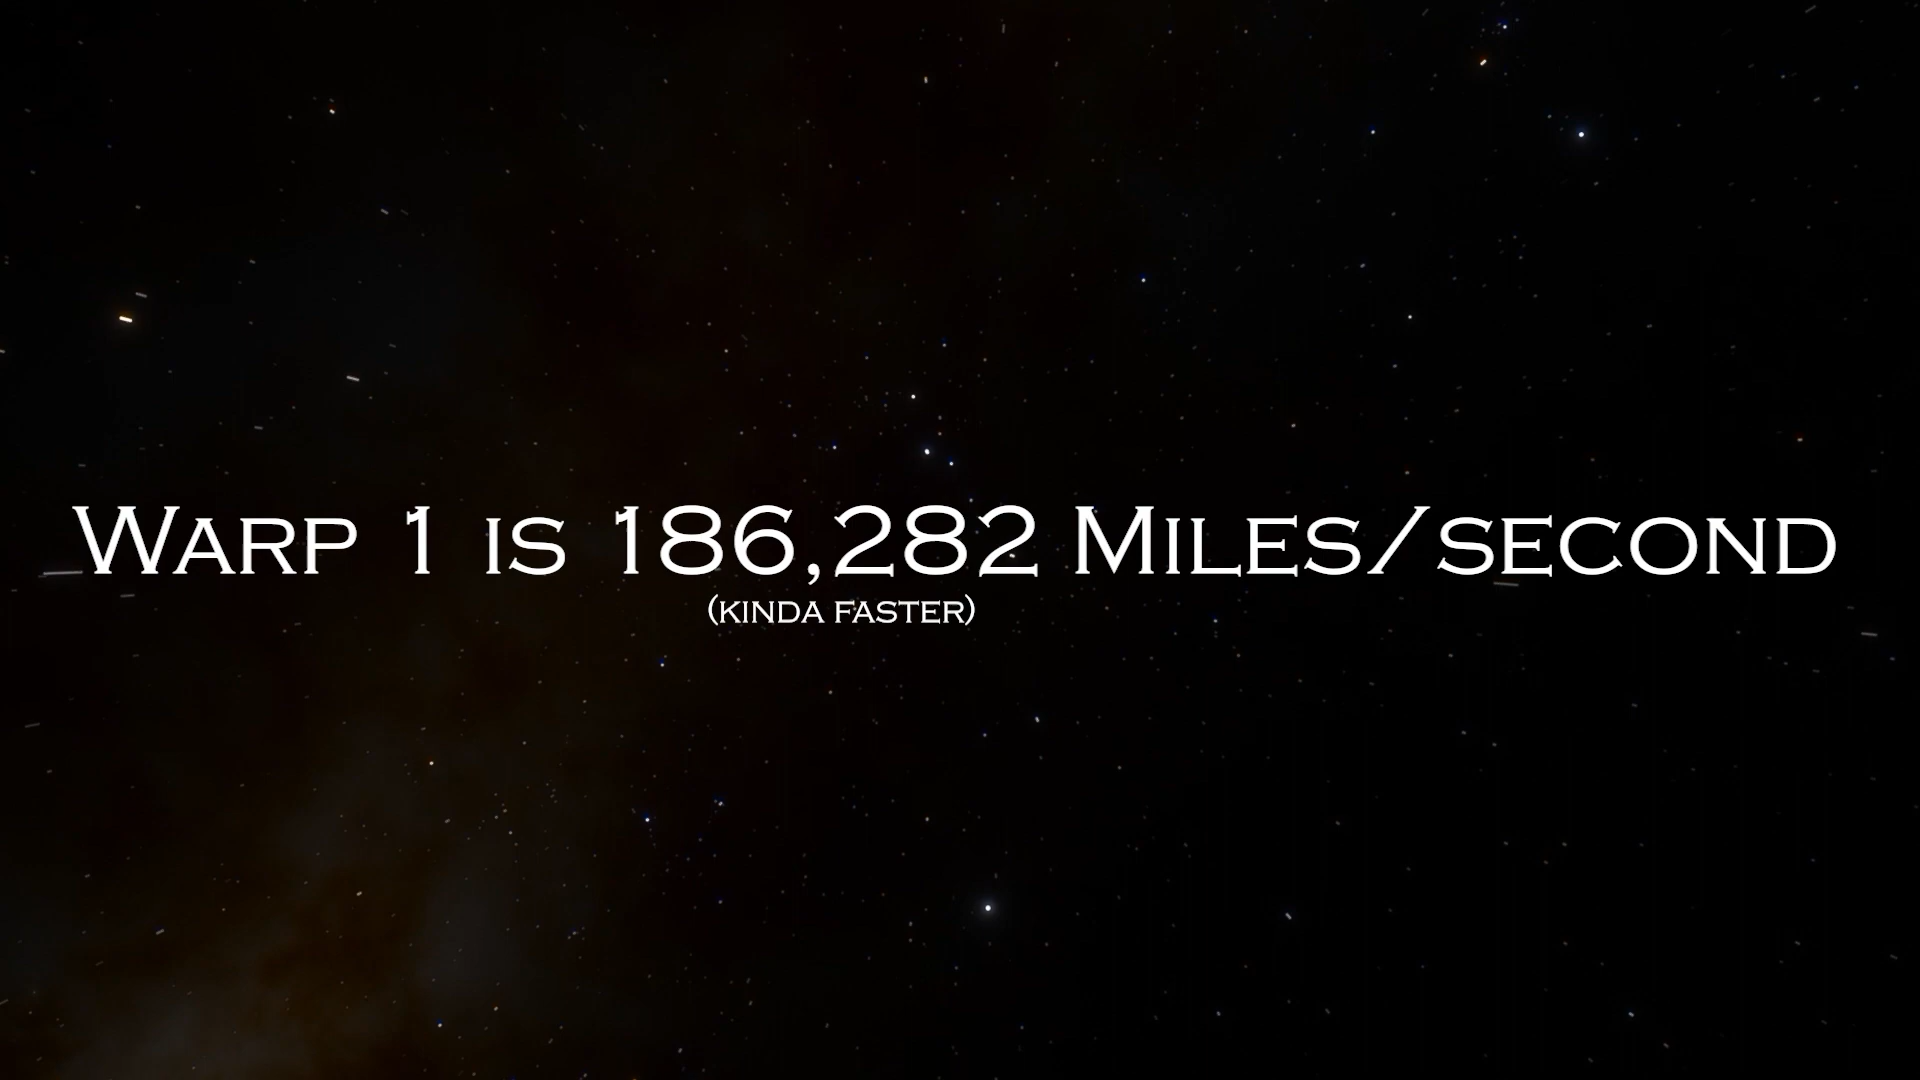 Warp 1 is 186,282 Miles/second
(kinda faster)